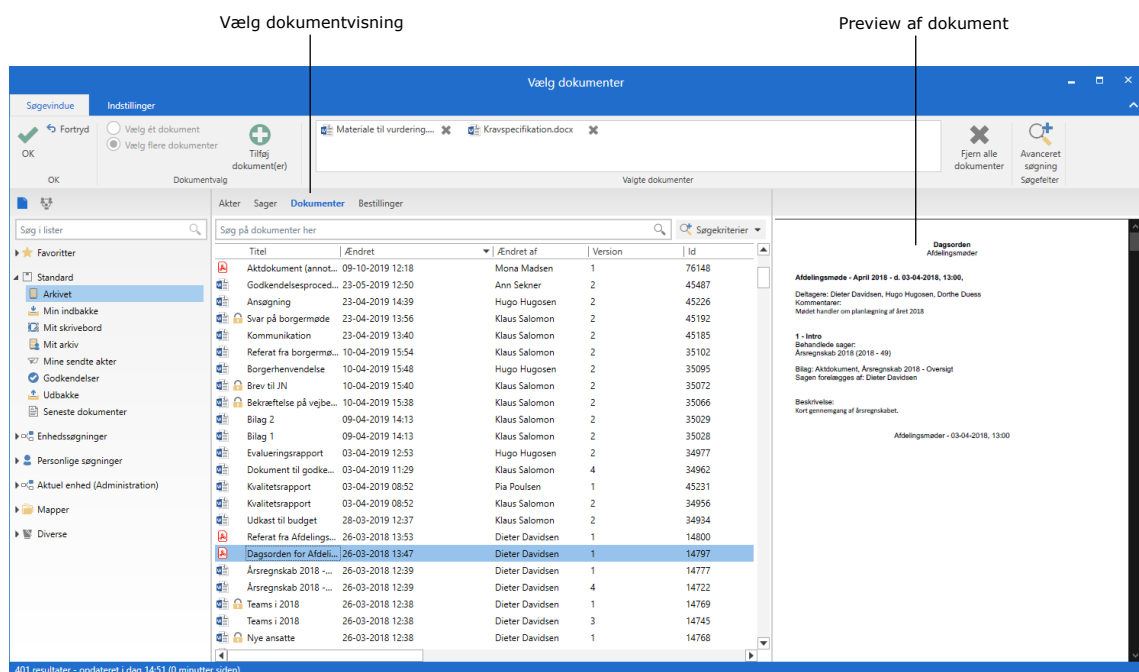 Vælg dokumentvisning
Preview af dokument
Vælg dokumenter
Søgevindue Indstillinger
OK
Fortryd
Vælg ét dokument
Vælg flere dokumenter
Tilføj
dokument(er)
Materiale til vurdering.... Kravspecifikation.docx
Fjern alle
dokumenter
Avanceret
søgning
OK Dokumentvalg Valgte dokumenter Søgefelter
Akter Sager Dokumenter Bestillinger
Søg i lister
Favoritter
Standard
Arkivet
Min indbakke
Mit skrivebord
Mit arkiv
Mine sendte akter
Godkendelser
Udbakke
Seneste dokumenter
Enhedssøgninger
Personlige søgninger
Aktuel enhed (Administration)
Mapper
Diverse
Søg på dokumenter her Søgekriterier
Titel Ændret Ændret af Version Id
Aktdokument (annot... 09-10-2019 12:18 Mona Madsen 1 76148
Godkendelsesproced... 23-05-2019 12:50 Ann Sekner 2 45487
Ansøgning 23-04-2019 14:39 Hugo Hugosen 2 45226
Svar på borgermøde 23-04-2019 13:56 Klaus Salomon 2 45192
Kommunikation 23-04-2019 13:40 Klaus Salomon 2 45185
Referat fra borgermø... 10-04-2019 15:54 Hugo Hugosen 2 35102
Borgerhenvendelse 10-04-2019 15:48 Hugo Hugosen 2 35095
Brev til JN 10-04-2019 15:40 Klaus Salomon 2 35072
Bekræftelse på vejbe... 10-04-2019 15:38 Klaus Salomon 2 35066
Bilag 2 09-04-2019 14:13 Klaus Salomon 2 35029
Bilag 1 09-04-2019 14:13 Klaus Salomon 2 35028
Evalueringsrapport 03-04-2019 12:53 Hugo Hugosen 2 34977
Dokument til godke... 03-04-2019 11:29 Klaus Salomon 4 34962
Kvalitetsrapport 03-04-2019 08:52 Pia Poulsen 1 45231
Kvalitetsrapport 03-04-2019 08:52 Klaus Salomon 2 34956
Udkast til budget 28-03-2019 12:37 Klaus Salomon 2 34934
Referat fra Afdelings... 26-03-2018 13:53 Dieter Davidsen 1 14800
Dagsorden for Afdeli... 26-03-2018 13:47 Dieter Davidsen 1 14797
Årsregnskab 2018 -... 26-03-2018 12:39 Dieter Davidsen 1 14777
Årsregnskab 2018 -... 26-03-2018 12:39 Dieter Davidsen 4 14722
Teams i 2018 26-03-2018 12:38 Dieter Davidsen 1 14769
Teams i 2018 26-03-2018 12:38 Dieter Davidsen 3 14745
Nye ansatte 26-03-2018 12:38 Dieter Davidsen 1 14768
Dagsorden
Afdelingsmøder
Afdelingsmøde - April 2018 - d. 03-04-2018, 13:00,
Deltagere: Dieter Davidsen, Hugo Hugosen, Dorthe Duess
Kommentarer:
Mødet handler om planlægning af året 2018
1 - Intro
Behandlede sager:
Årsregnskab 2018 (2018 - 49)
Bilag: Aktdokument, Årsregnskab 2018 - Oversigt
Sagen forelægges af: Dieter Davidsen
Beskrivelse:
Kort gennemgang af årsregnskabet.
Afdelingsmøder - 03-04-2018, 13:00
401 resultater - opdateret i dag 14:51 (0 minutter siden)